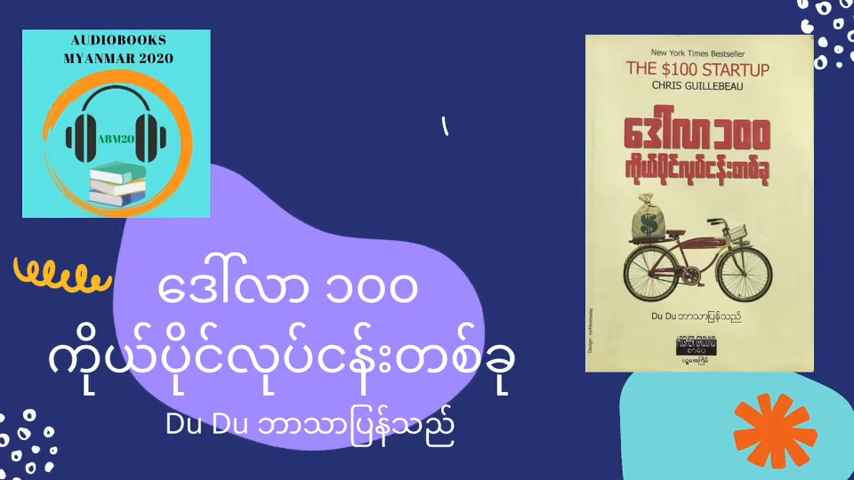 AUDIOBOOKS
MYANMAR 2020
ABM20
ဒေါ်လာ ၁၀၀
ကိုယ်ပိုင်လုပ်ငန်းတစ်ခု
Du Du ဘာသာပြန်သည်
New York Times Bestseller
THE $100 STARTUP
CHRIS GUILLEBEAU
ဒေါ်လာ ၁၀၀
ကိုယ်ပိုင်လုပ်ငန်းတစ်ခု
$
Du Du ဘာသာပြန်သည်
စာပေ